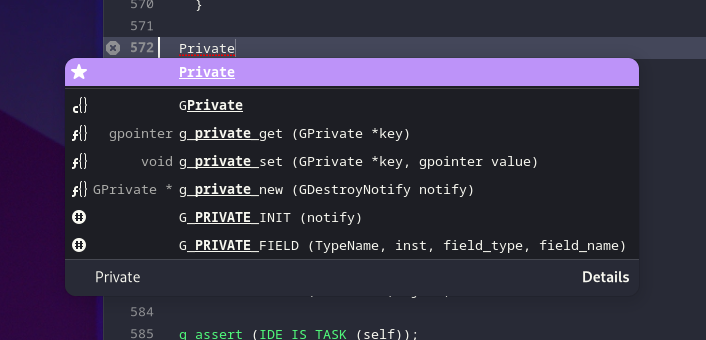 570 }
571
572 Private
Private
GPrivate
gpointer g_private_get (GPrivate *key)
void g_private_set (GPrivate *key, gpointer value)
GPrivate * g_private_new (GDestroyNotify notify)
G_PRIVATE_INIT (notify)
G_PRIVATE_FIELD (TypeName, inst, field_type, field_name)
Private Details
584
585 g_assert (IDE_IS_TASK (self));